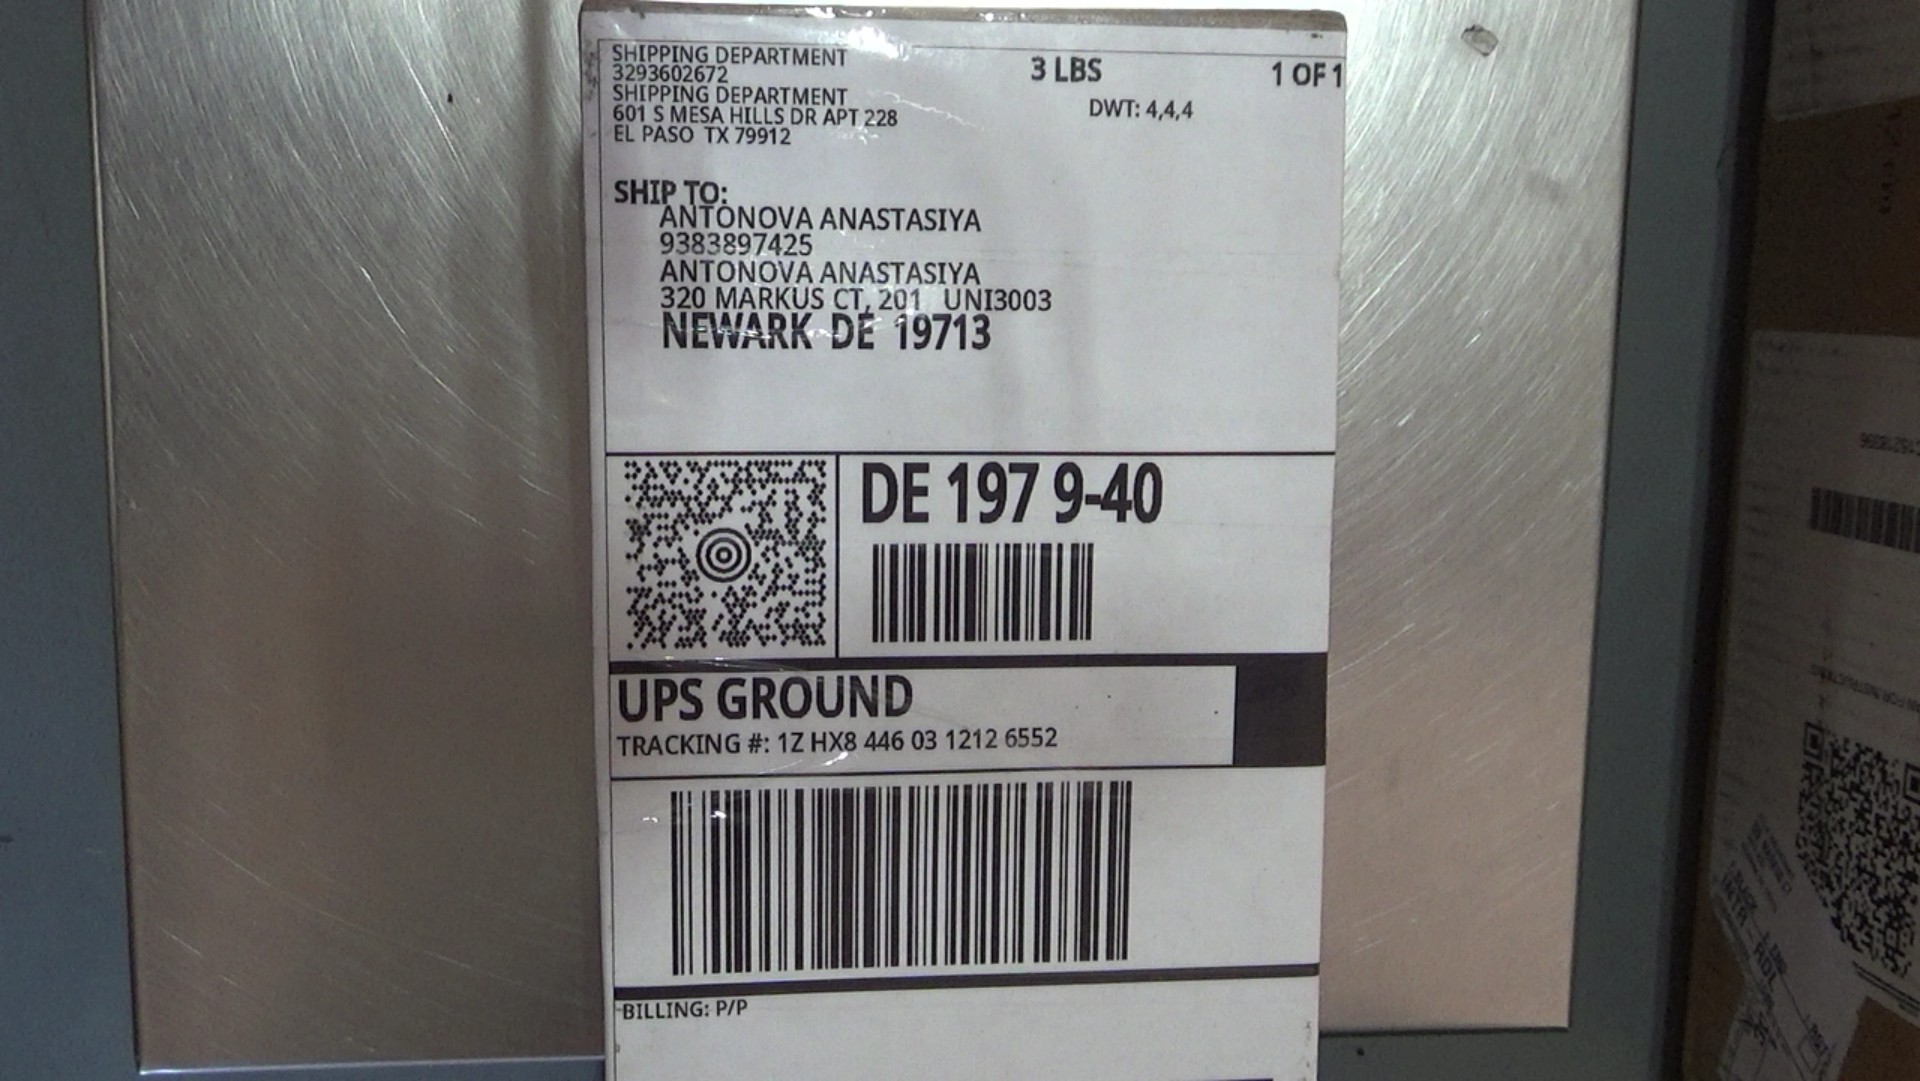 SHIPPING DEPARTMENT
3293602672
SHIPPING DEPARTMENT
601 S MESA HILLS DR APT 228
EL PASO TX 79912
3 LBS
1 OF 1
DWT: 4,4,4
SHIP TO:
ANTONOVA ANASTASIYA
9383897425
ANTONOVA ANASTASIYA
320 MARKUS CT, 201 UNI3003
NEWARK DE 19713
DE 197 9-40
UPS GROUND
TRACKING #: 1Z HX8 446 03 1212 6552
BILLING: P/P